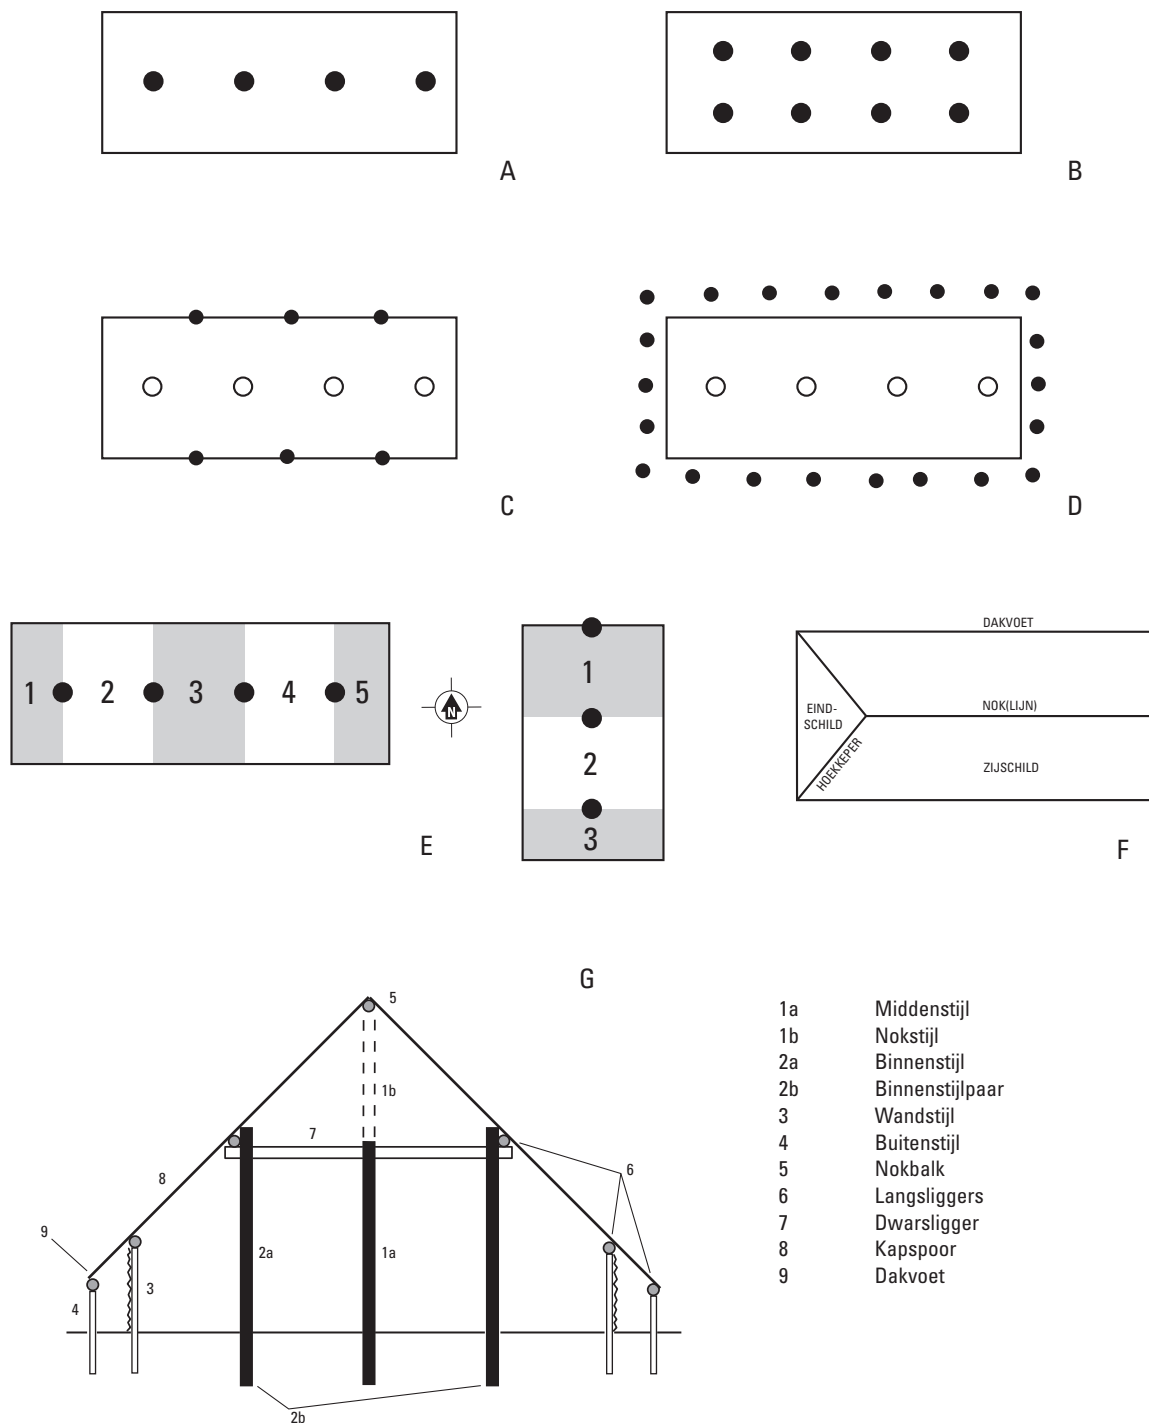 A
B
C
D
1 2 3 4 5
N
1
2
3
E
DAKVOET
EIND-
SCHILD
NOK(LIJN)
HOEKKEPER
ZIJSCHILD
F
G
5
1b
7
8
6
9
2a
1a
3
4
2b
1a Middenstijl
1b Nokstijl
2a Binnenstijl
2b Binnenstijlpaar
3 Wandstijl
4 Buitenstijl
5 Nokbalk
6 Langsliggers
7 Dwarsligger
8 Kapspoor
9 Dakvoet